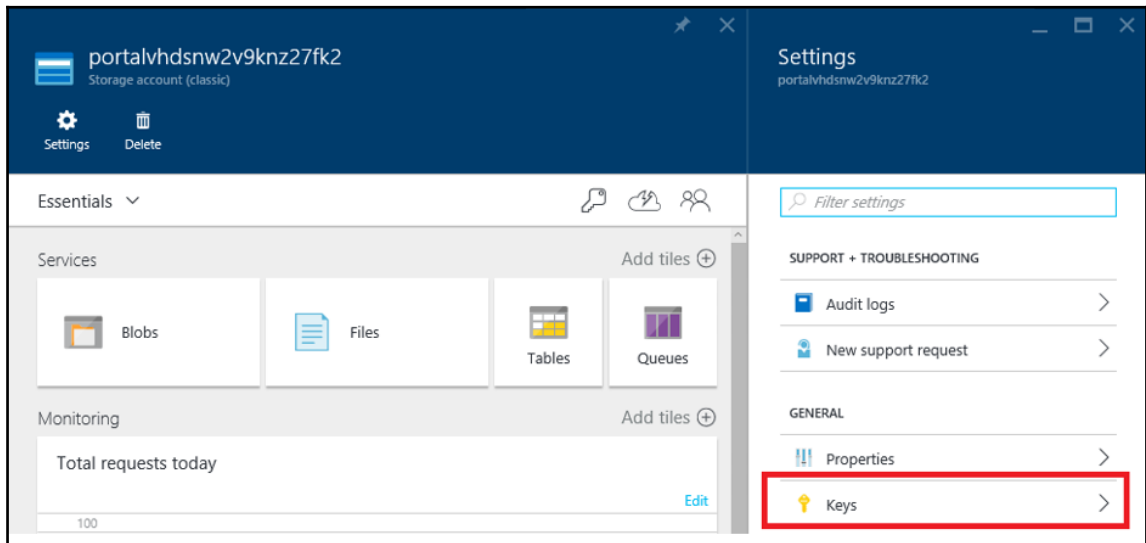 portalvhdsnw2v9knz27fk2
Storage account (classic)
Settings
Delete
Essentials
Services
Add tiles
Blobs
Files
Tables
Queues
Monitoring
Add tiles
Total requests today
Edit
100
Settings
portalvhdsnw2v9knz27fk2
Filter settings
SUPPORT + TROUBLESHOOTING
Audit logs
New support request
GENERAL
Properties
Keys